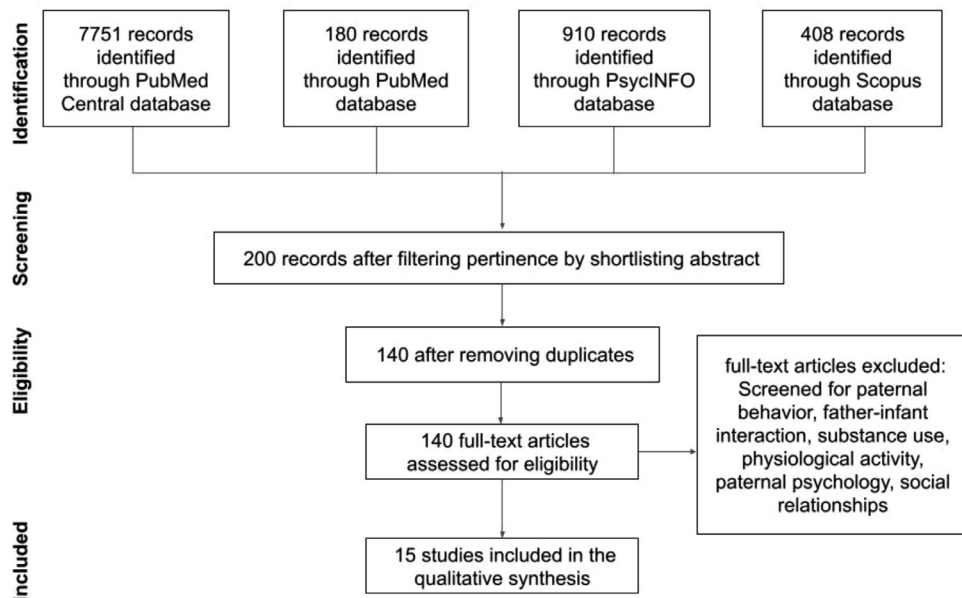 Identification
7751 records
identified
through PubMed
Central database
180 records
identified
through PubMed
database
910 records
identified
through PsycINFO
database
408 records
identified
through Scopus
database
Screening
200 records after filtering pertinence by shortlisting abstract
Eligibility
140 after removing duplicates
140 full-text articles
assessed for eligibility
full-text articles excluded:
Screened for paternal
behavior, father-infant
interaction, substance use,
physiological activity,
paternal psychology, social
relationships
Included
15 studies included in the
qualitative synthesis